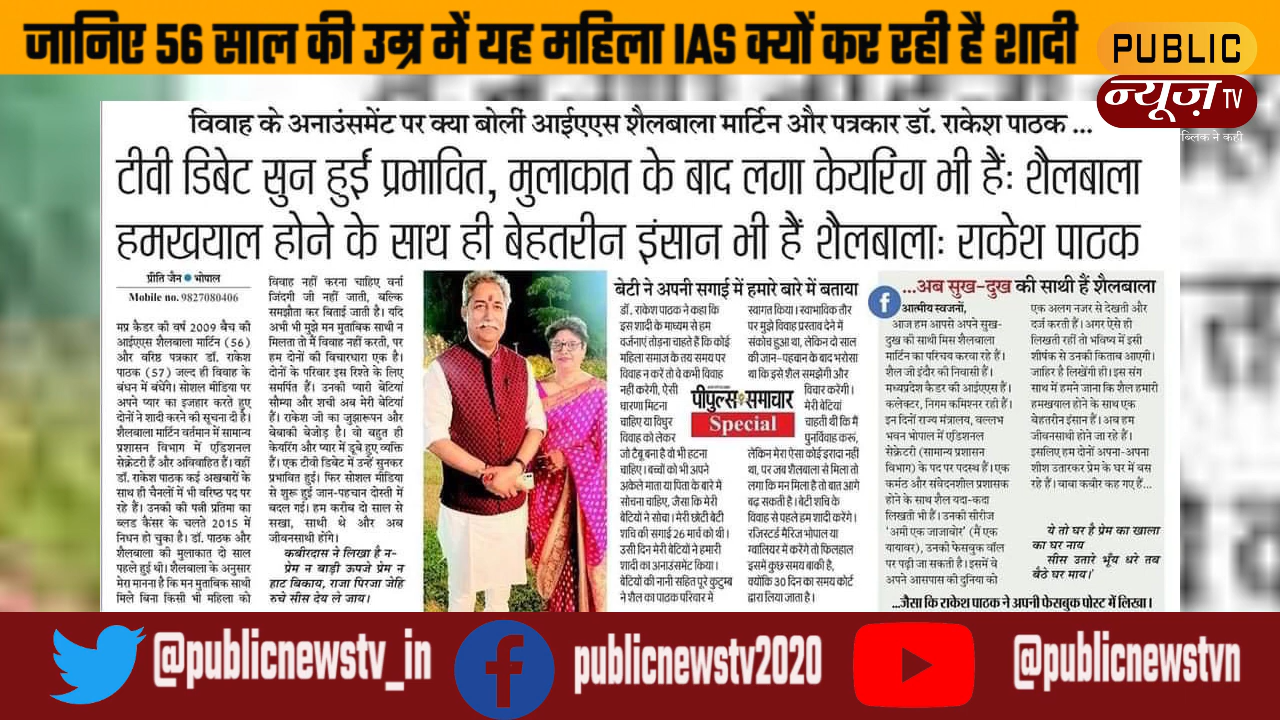 जानिए 56 साल की उम्र में यह महिला IAS क्यों कर रही है शादी
PUBLIC
न्यूज़ TV
ब्लिक ने कही
विवाह के अनाउंसमेंट पर क्या बोलीं आईएएस शैलबाला मार्टिन और पत्रकार डॉ. राकेश पाठक ...
टीवी डिबेट सुन हुईं प्रभावित, मुलाकात के बाद लगा केयरिंग भी हैंः शैलबाला
हमखयाल होने के साथ ही बेहतरीन इंसान भी हैं शैलबालाः राकेश पाठक
प्रीति जैन ● भोपाल
Mobile no. 9827080406
मप्र कैडर की वर्ष 2009 बैच की
आईएएस शैलबाला मार्टिन (56)
और वरिष्ठ पत्रकार डॉ. राकेश
पाठक (57) जल्द ही विवाह के
बंधन में बंधेंगे। सोशल मीडिया पर
अपने प्यार का इजहार करते हुए
दोनों ने शादी करने की सूचना दी है।
शैलबाला मार्टिन वर्तमान में सामान्य
प्रशासन विभाग में एडिशनल
सेक्रेटरी हैं और अविवाहित हैं। वहीं
डॉ. राकेश पाठक कई अखबारों के
साथ ही चैनलों में भी वरिष्ठ पद पर
रहे हैं। उनकी की पत्नी प्रतिमा का
ब्लड कैंसर के चलते 2015 में
निधन हो चुका है। डॉ. पाठक और
शैलबाला की मुलाकात दो साल
पहले हुई थी। शैलबाला के अनुसार
मेरा मानना है कि मन मुताबिक साथी
मिले बिना किसी भी महिला को
विवाह नहीं करना चाहिए वर्ना
जिंदगी जी नहीं जाती, बल्कि
समझौता कर बिताई जाती है। यदि
अभी भी मुझे मन मुताबिक साथी न
मिलता तो मैं विवाह नहीं करती, पर
हम दोनों की विचारधारा एक है।
दोनों के परिवार इस रिश्ते के लिए
समर्पित हैं। उनकी प्यारी बेटियां
सौम्या और शची अब मेरी बेटियां
हैं। राकेश जी का जुझारूपन और
बेबाकी बेजोड़ है। वो बहुत ही
केयरिंग और प्यार में डूबे हुए व्यक्ति
हैं। एक टीवी डिबेट में उन्हें सुनकर
प्रभावित हुई। फिर सोशल मीडिया
से शुरू हुई जान-पहचान दोस्ती में
बदल गई। हम करीब दो साल से
सखा, साथी थे और अब
जीवनसाथी होंगे।
कबीरदास ने लिखा है न-
प्रेम न बाड़ी ऊपजे प्रेम न
हाट बिकाय, राजा पिरजा जेहि
रुचे सीस देय ले जाय।
बेटी ने अपनी सगाई में हमारे बारे में बताया
डॉ. राकेश पाठक ने कहा कि
इस शादी के माध्यम से हम
वर्जनाएं तोड़ना चाहते हैं कि कोई
महिला समाज के तय समय पर
विवाह न करे तो वे कभी विवाह
नहीं करेगी, ऐसी
धारणा मिटना
चाहिए या विधुर
विवाह को लेकर
जो टैबू बना है वो भी हटना
चाहिए। बच्चों को भी अपने
अकेले माता या पिता के बारे में
सोचना चाहिए, जैसा कि मेरी
बेटियों ने सोचा। मेरी छोटी बेटी
शचि की सगाई 26 मार्च को थी।
उसी दिन मेरी बेटियों ने हमारी
शादी का अनाउंसमेंट किया।
बेटियों की नानी सहित पूरे कुटुम्ब
ने शैल का पाठक परिवार में
पीपुल्स समाचार
Special
स्वागत किया। स्वाभाविक तौर
पर मुझे विवाह प्रस्ताव देने में
संकोच हुआ था, लेकिन दो साल
की जान-पहचान के बाद भरोसा
था कि इसे शैल समझेगी और
विचार करेंगी।
मेरी बेटियां
चाहती थी कि मैं
पुनर्विवाह करूं,
लेकिन मेरा ऐसा कोई इरादा नहीं
था, पर जब शैलबाला से मिला तो
लगा कि मन मिला है तो बात आगे
बढ़ सकती है। बेटी शचि के
विवाह से पहले हम शादी करेंगे।
रजिस्टर्ड मैरिज भोपाल या
ग्वालियर में करेंगे तो फिलहाल
इसमें कुछ समय बाकी है,
क्योंकि 30 दिन का समय कोर्ट
द्वारा लिया जाता है।
...अब सुख-दुख की साथी हैं शैलबाला
आत्मीय स्वजनों,
आज हम आपसे अपने सुख-
दुख की साथी मिस शैलबाला
मार्टिन का परिचय करवा रहे हैं।
शैल जी इंदौर की निवासी हैं।
मध्यप्रदेश कैडर की आईएएस हैं।
कलेक्टर, निगम कमिश्नर रही हैं।
इन दिनों राज्य मंत्रालय, वल्लभ
भवन भोपाल में एडिशनल
सेक्रेटरी (सामान्य प्रशासन
विभाग) के पद पर पदस्थ हैं। एक
कर्मठ और संवेदनशील प्रशासक
होने के साथ शैल यदा-कदा
लिखती भी हैं। उनकी सीरीज
'अमी एक जाजाबोर' (मैं एक
यायावर), उनकी फेसबुक वॉल
पर पढ़ी जा सकती है। इसमें वे
अपने आसपास की दुनिया को
एक अलग नजर से देखती और
दर्ज करती हैं। अगर ऐसे ही
लिखती रहीं तो भविष्य में इसी
शीर्षक से उनकी किताब आएगी।
जाहिर है लिखेंगी ही। इस संग
साथ में हमने जाना कि शैल हमारी
हमखयाल होने के साथ एक
बेहतरीन इंसान हैं। अब हम
जीवनसाथी होने जा रहे हैं।
इसलिए हम दोनों अपना-अपना
शीश उतारकर प्रेम के घर में बस
रहे हैं। बाबा कबीर कह गए हैं...
ये तो घर है प्रेम का खाला
का घर नाय
सीस उतारे भूँय धरे तब
बैठे घर माय।'
...जैसा कि राकेश पाठक ने अपनी फेसबुक पोस्ट में लिखा।
@publicnewstv_in
publicnewstv2020
@publicnewstvn